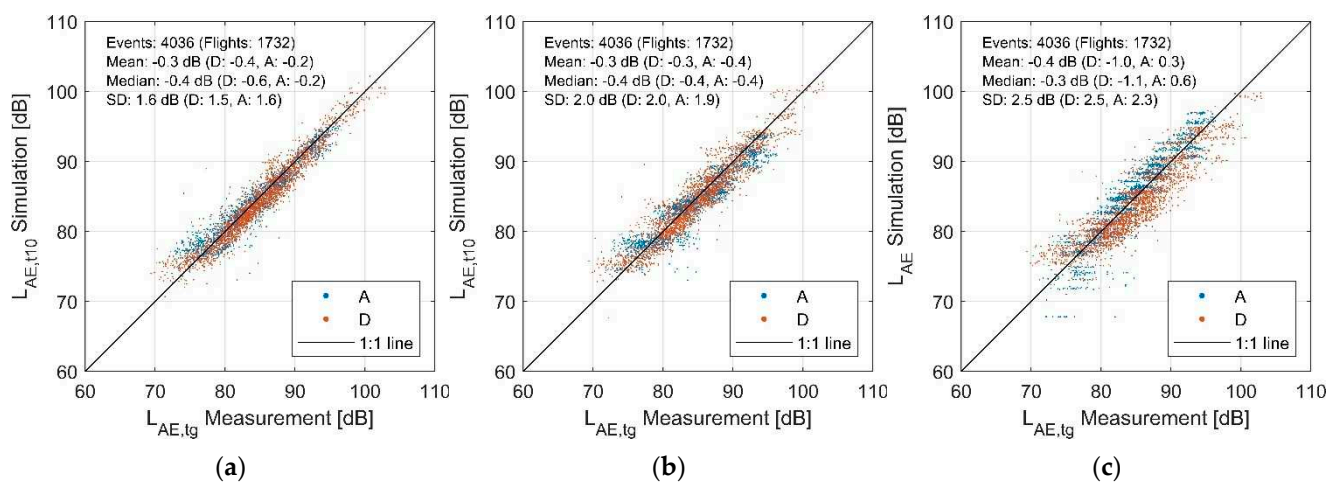 110
100
90
80
70
60
L_AE,t10 Simulation [dB]
Events: 4036 (Flights: 1732)
Mean: -0.3 dB (D: -0.4, A: -0.2)
Median: -0.4 dB (D: -0.6, A: -0.2)
SD: 1.6 dB (D: 1.5, A: 1.6)
A
D
1:1 line
60 70 80 90 100 110
L_AE,tg Measurement [dB]
(a)
110
100
90
80
70
60
L_AE,t10 Simulation [dB]
Events: 4036 (Flights: 1732)
Mean: -0.3 dB (D: -0.3, A: -0.4)
Median: -0.4 dB (D: -0.4, A: -0.4)
SD: 2.0 dB (D: 2.0, A: 1.9)
A
D
1:1 line
60 70 80 90 100 110
L_AE,tg Measurement [dB]
(b)
110
100
90
80
70
60
L_AE Simulation [dB]
Events: 4036 (Flights: 1732)
Mean: -0.4 dB (D: -1.0, A: 0.3)
Median: -0.3 dB (D: -1.1, A: 0.6)
SD: 2.5 dB (D: 2.5, A: 2.3)
A
D
1:1 line
60 70 80 90 100 110
L_AE,tg Measurement [dB]
(c)